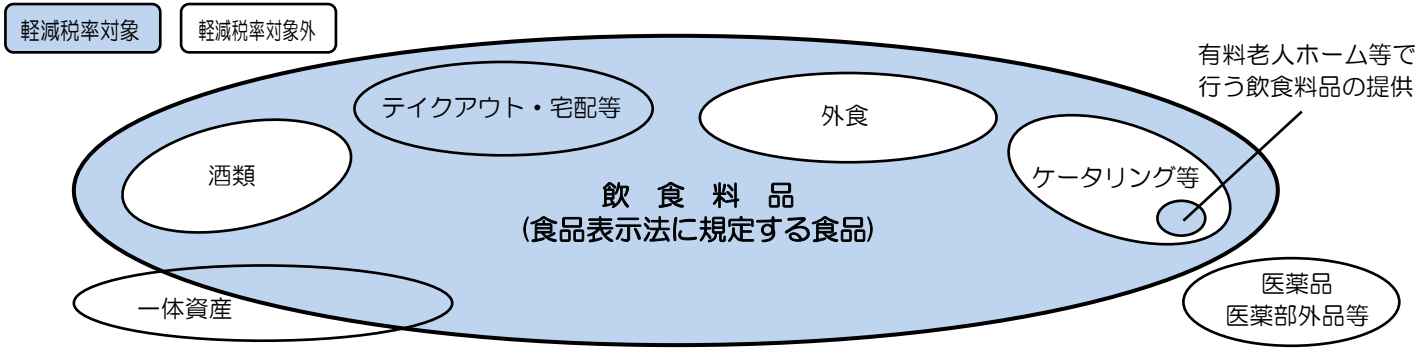 軽減税率対象
軽減税率対象外
有料老人ホーム等で
行う飲食料品の提供
テイクアウト・宅配等
外食
酒類
ケータリング等
飲食料品
(食品表示法に規定する食品)
一体資産
医薬品
医薬部外品等